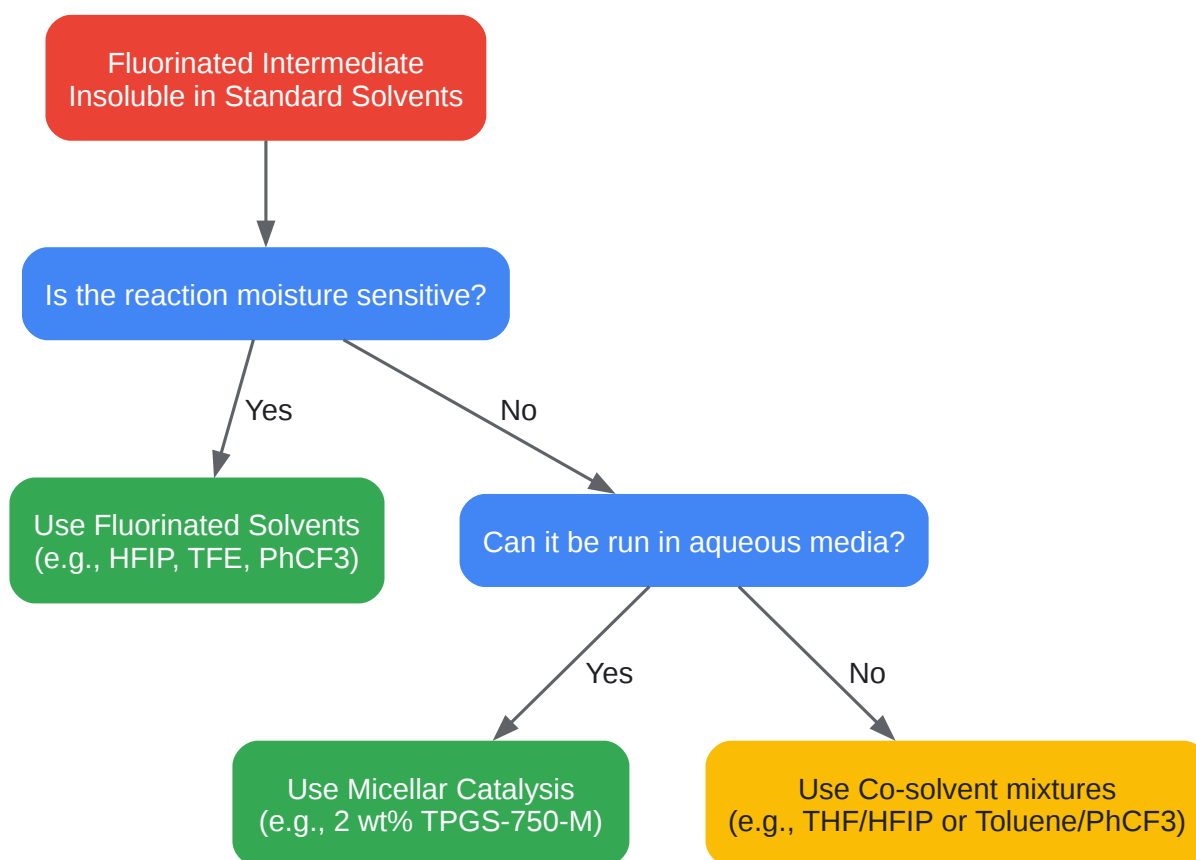 Fluorinated Intermediate
Insoluble in Standard Solvents
Is the reaction moisture sensitive?
Yes
No
Use Fluorinated Solvents
(e.g., HFIP, TFE, PhCF3)
Can it be run in aqueous media?
Yes
No
Use Micellar Catalysis
(e.g., 2 wt% TPGS-750-M)
Use Co-solvent mixtures
(e.g., THF/HFIP or Toluene/PhCF3)